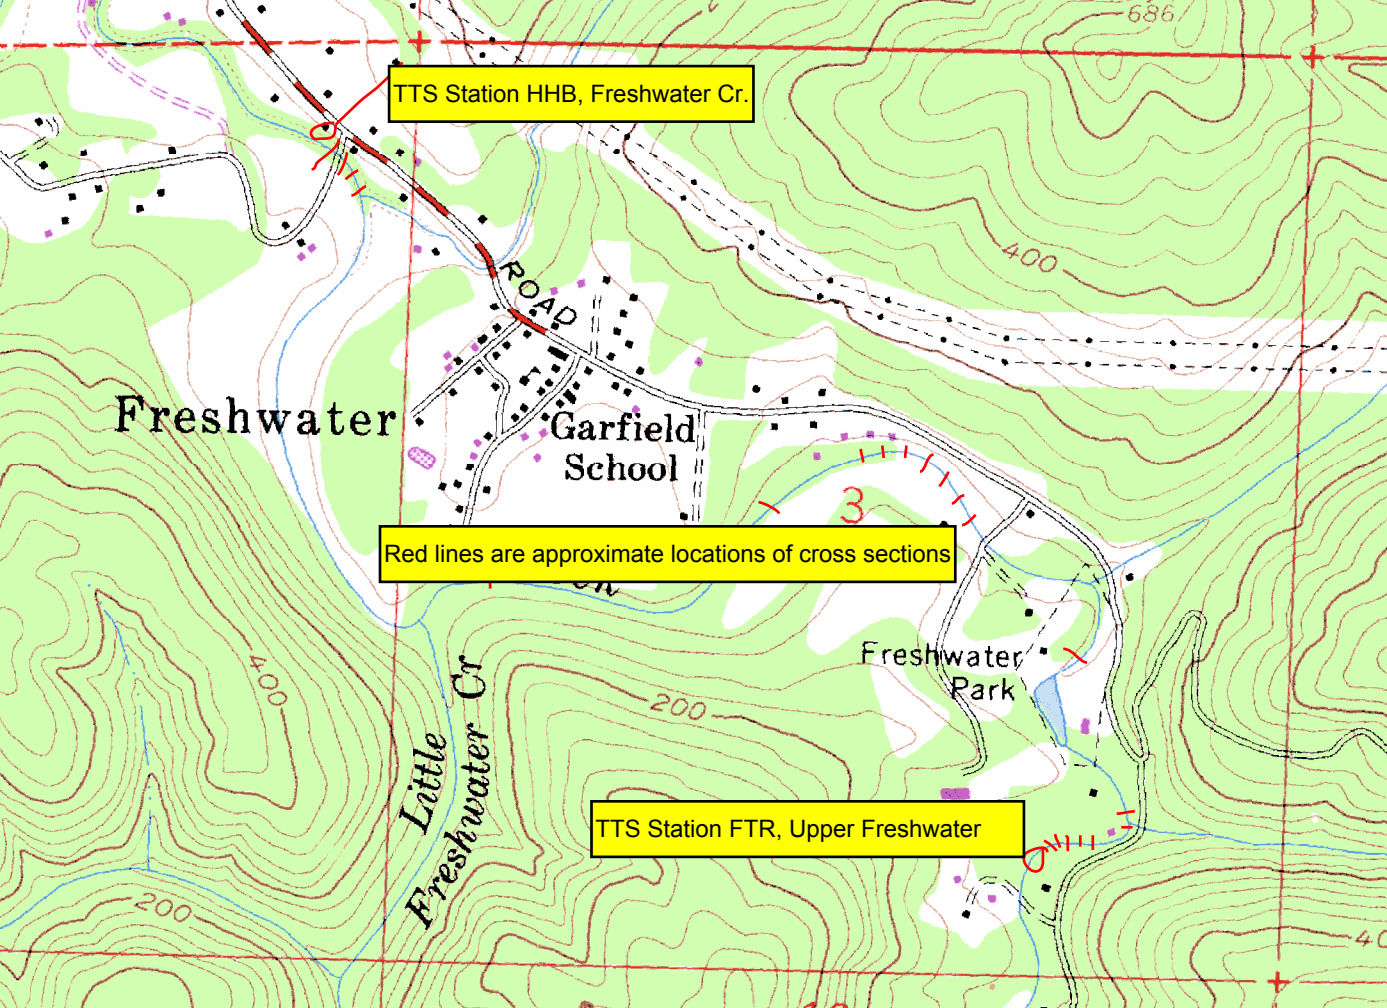 686
TTS Station HHB, Freshwater Cr.
400
ROAD
Freshwater
Garfield
School
3
Red lines are approximate locations of cross sections
Freshwater
Park
400
200
Little
Freshwater Cr
TTS Station FTR, Upper Freshwater
200